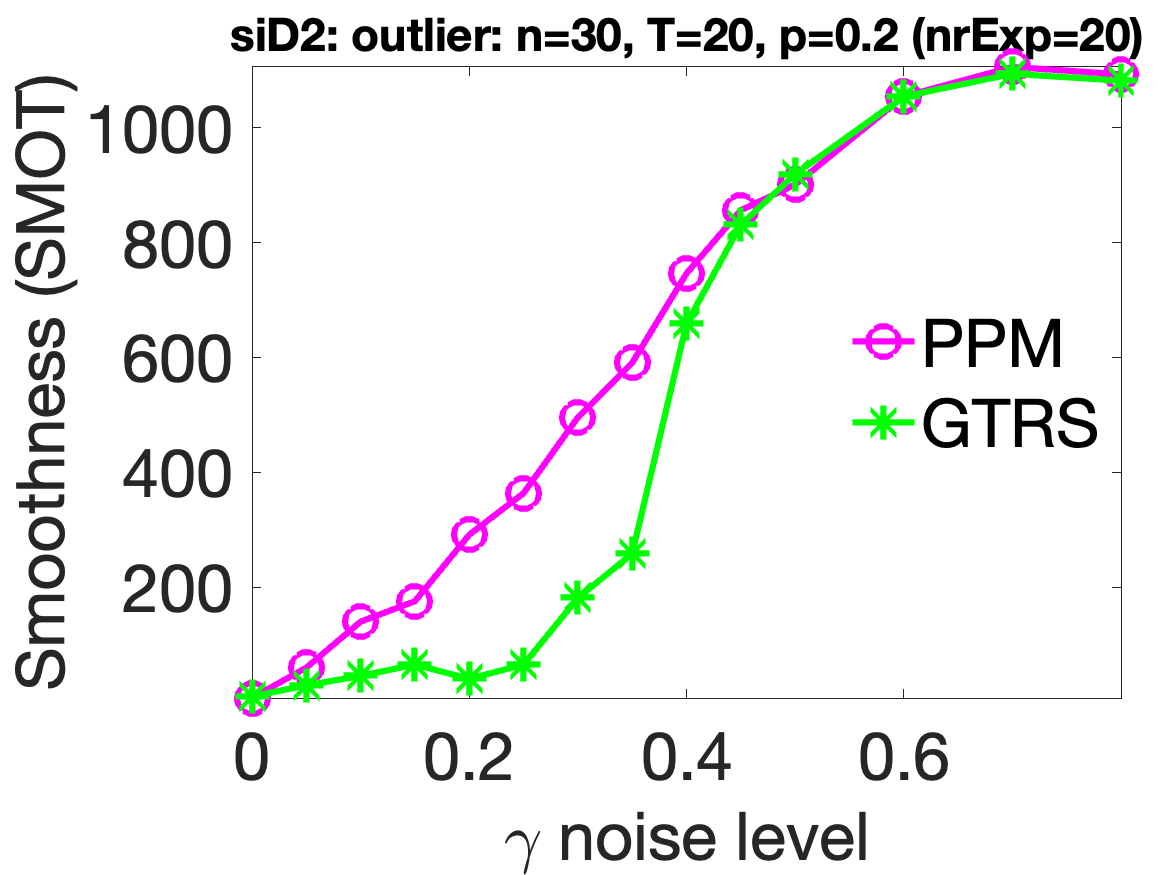 siD2: outlier: n=30, T=20, p=0.2 (nrExp=20)
Smoothness (SMOT)
1000
800
600
400
200
PPM
GTRS
0 0.2 0.4 0.6
γ noise level